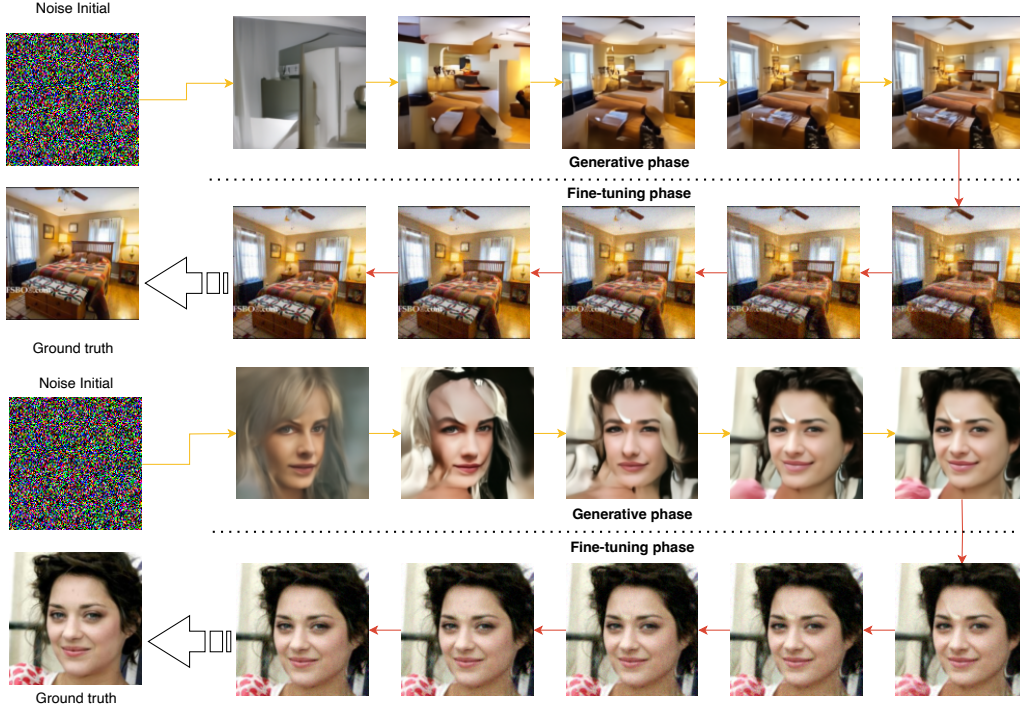 Noise Initial
Generative phase
Fine-tuning phase
Ground truth
Noise Initial
Generative phase
Fine-tuning phase
Ground truth